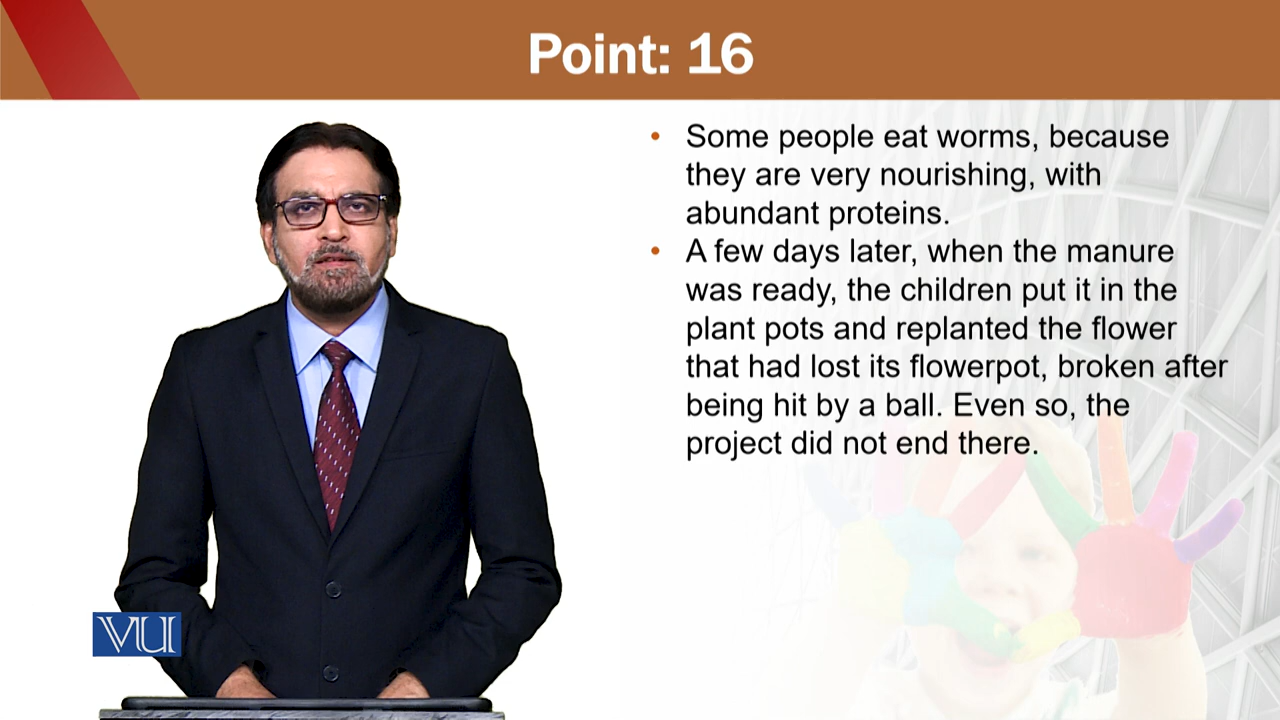 Point: 16
• Some people eat worms, because
they are very nourishing, with
abundant proteins.
• A few days later, when the manure
was ready, the children put it in the
plant pots and replanted the flower
that had lost its flowerpot, broken after
being hit by a ball. Even so, the
project did not end there.
VU